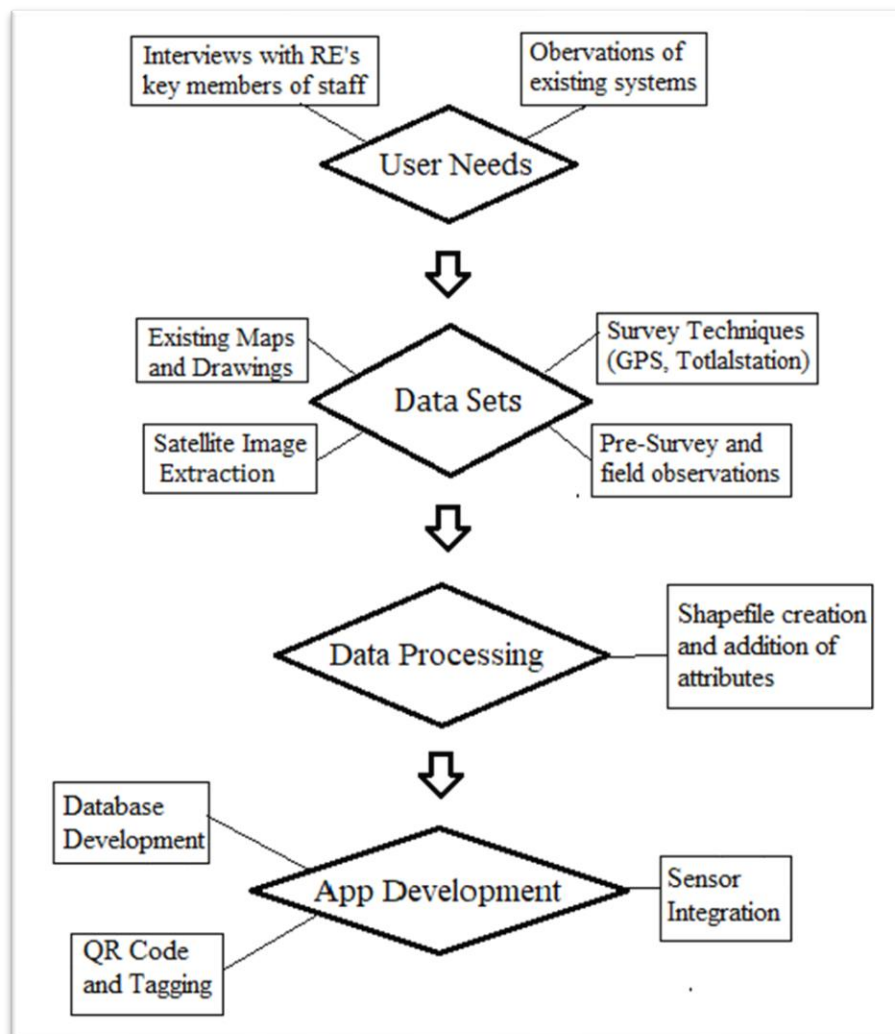 Interviews with RE's
key members of staff
Obervations of
existing systems
User Needs
Existing Maps
and Drawings
Survey Techniques
(GPS, Totlalstation)
Data Sets
Satellite Image
Extraction
Pre-Survey and
field observations
Data Processing
Shapefile creation
and addition of
attributes
Database
Development
App Development
Sensor
Integration
QR Code
and Tagging